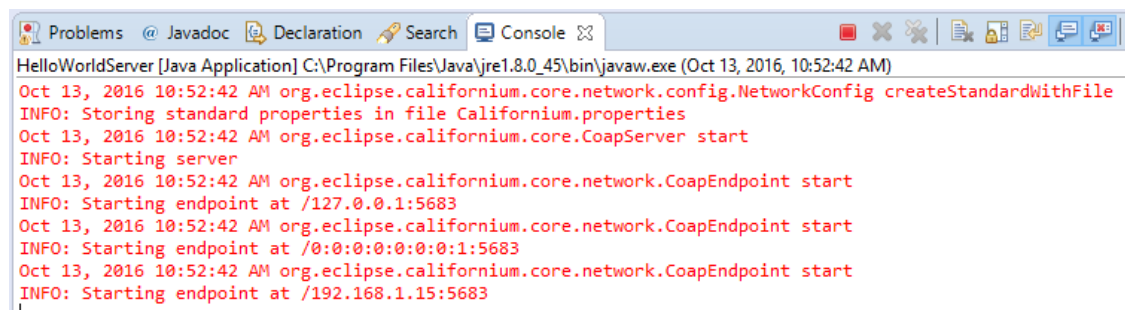 Problems @ Javadoc Declaration Search Console
HelloWorldServer [Java Application] C:\Program Files\Java\jre1.8.0_45\bin\javaw.exe (Oct 13, 2016, 10:52:42 AM)
Oct 13, 2016 10:52:42 AM org.eclipse.californium.core.network.config.NetworkConfig createStandardWithFile
INFO: Storing standard properties in file Californium.properties
Oct 13, 2016 10:52:42 AM org.eclipse.californium.core.CoapServer start
INFO: Starting server
Oct 13, 2016 10:52:42 AM org.eclipse.californium.core.network.CoapEndpoint start
INFO: Starting endpoint at /127.0.0.1:5683
Oct 13, 2016 10:52:42 AM org.eclipse.californium.core.network.CoapEndpoint start
INFO: Starting endpoint at /0:0:0:0:0:0:0:1:5683
Oct 13, 2016 10:52:42 AM org.eclipse.californium.core.network.CoapEndpoint start
INFO: Starting endpoint at /192.168.1.15:5683